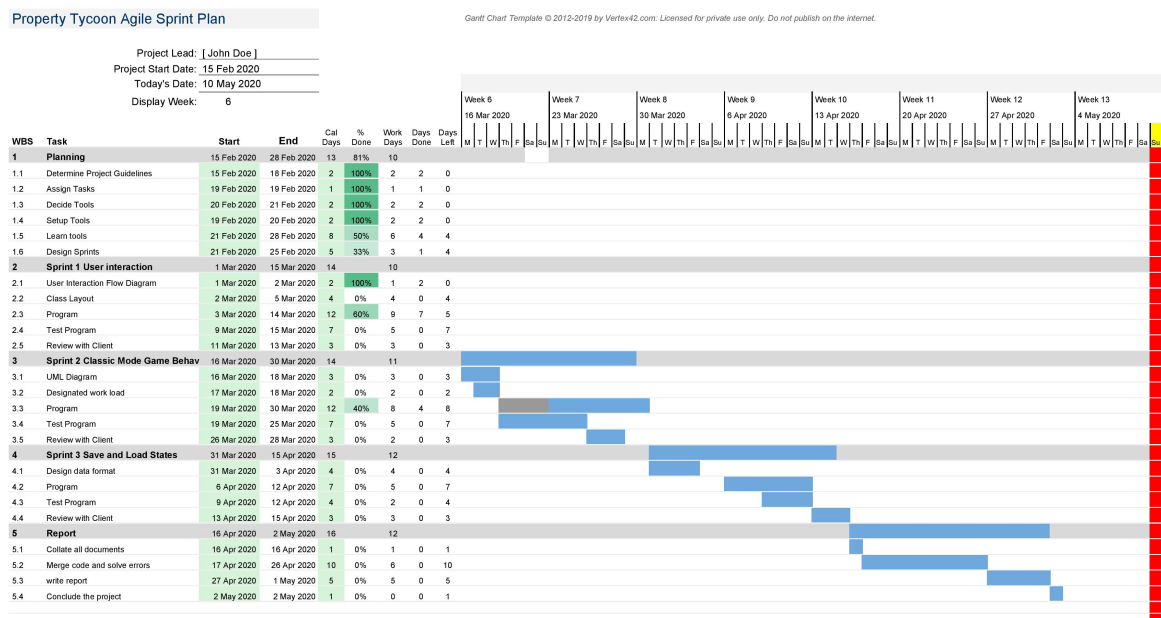 Property Tycoon Agile Sprint Plan
Gantt Chart Template © 2012-2019 by Vertex42.com: Licensed for private use only. Do not publish on the internet.
Project Lead: [ John Doe ]
Project Start Date: 15 Feb 2020
Today's Date: 10 May 2020
Display Week: 6
Week 6 Week 7 Week 8 Week 9 Week 10 Week 11 Week 12 Week 13
16 Mar 2020 23 Mar 2020 30 Mar 2020 6 Apr 2020 13 Apr 2020 20 Apr 2020 27 Apr 2020 4 May 2020
WBS Task Start End Cal Days % Done Work Days Days Done Days Left M T W Th F Sa Su M T W Th F Sa Su M T W Th F Sa Su M T W Th F Sa Su M T W Th F Sa Su M T W Th F Sa Su M T W Th F Sa Su M T W Th F Sa Su
1 Planning 15 Feb 2020 28 Feb 2020 13 81% 10
1.1 Determine Project Guidelines 15 Feb 2020 18 Feb 2020 2 100% 2 2 0
1.2 Assign Tasks 19 Feb 2020 19 Feb 2020 1 100% 1 1 0
1.3 Decide Tools 20 Feb 2020 21 Feb 2020 2 100% 2 2 0
1.4 Setup Tools 19 Feb 2020 20 Feb 2020 2 100% 2 2 0
1.5 Learn tools 21 Feb 2020 28 Feb 2020 8 50% 6 4 4
1.6 Design Sprints 21 Feb 2020 25 Feb 2020 5 33% 3 1 4
2 Sprint 1 User interaction 1 Mar 2020 15 Mar 2020 14 10
2.1 User Interaction Flow Diagram 1 Mar 2020 2 Mar 2020 2 100% 1 2 0
2.2 Class Layout 2 Mar 2020 5 Mar 2020 4 0% 4 0 4
2.3 Program 3 Mar 2020 14 Mar 2020 12 60% 9 7 5
2.4 Test Program 9 Mar 2020 15 Mar 2020 7 0% 5 0 7
2.5 Review with Client 11 Mar 2020 13 Mar 2020 3 0% 3 0 3
3 Sprint 2 Classic Mode Game Behav 16 Mar 2020 30 Mar 2020 14 11
3.1 UML Diagram 16 Mar 2020 18 Mar 2020 3 0% 3 0 3
3.2 Designated work load 17 Mar 2020 18 Mar 2020 2 0% 2 0 2
3.3 Program 19 Mar 2020 30 Mar 2020 12 40% 8 4 8
3.4 Test Program 19 Mar 2020 25 Mar 2020 7 0% 5 0 7
3.5 Review with Client 26 Mar 2020 28 Mar 2020 3 0% 2 0 3
4 Sprint 3 Save and Load States 31 Mar 2020 15 Apr 2020 15 12
4.1 Design data format 31 Mar 2020 3 Apr 2020 4 0% 4 0 4
4.2 Program 6 Apr 2020 12 Apr 2020 7 0% 5 0 7
4.3 Test Program 9 Apr 2020 12 Apr 2020 4 0% 2 0 4
4.4 Review with Client 13 Apr 2020 15 Apr 2020 3 0% 3 0 3
5 Report 16 Apr 2020 2 May 2020 16 12
5.1 Collate all documents 16 Apr 2020 16 Apr 2020 1 0% 1 0 1
5.2 Merge code and solve errors 17 Apr 2020 26 Apr 2020 10 0% 6 0 10
5.3 write report 27 Apr 2020 1 May 2020 5 0% 5 0 5
5.4 Conclude the project 2 May 2020 2 May 2020 1 0% 0 0 1